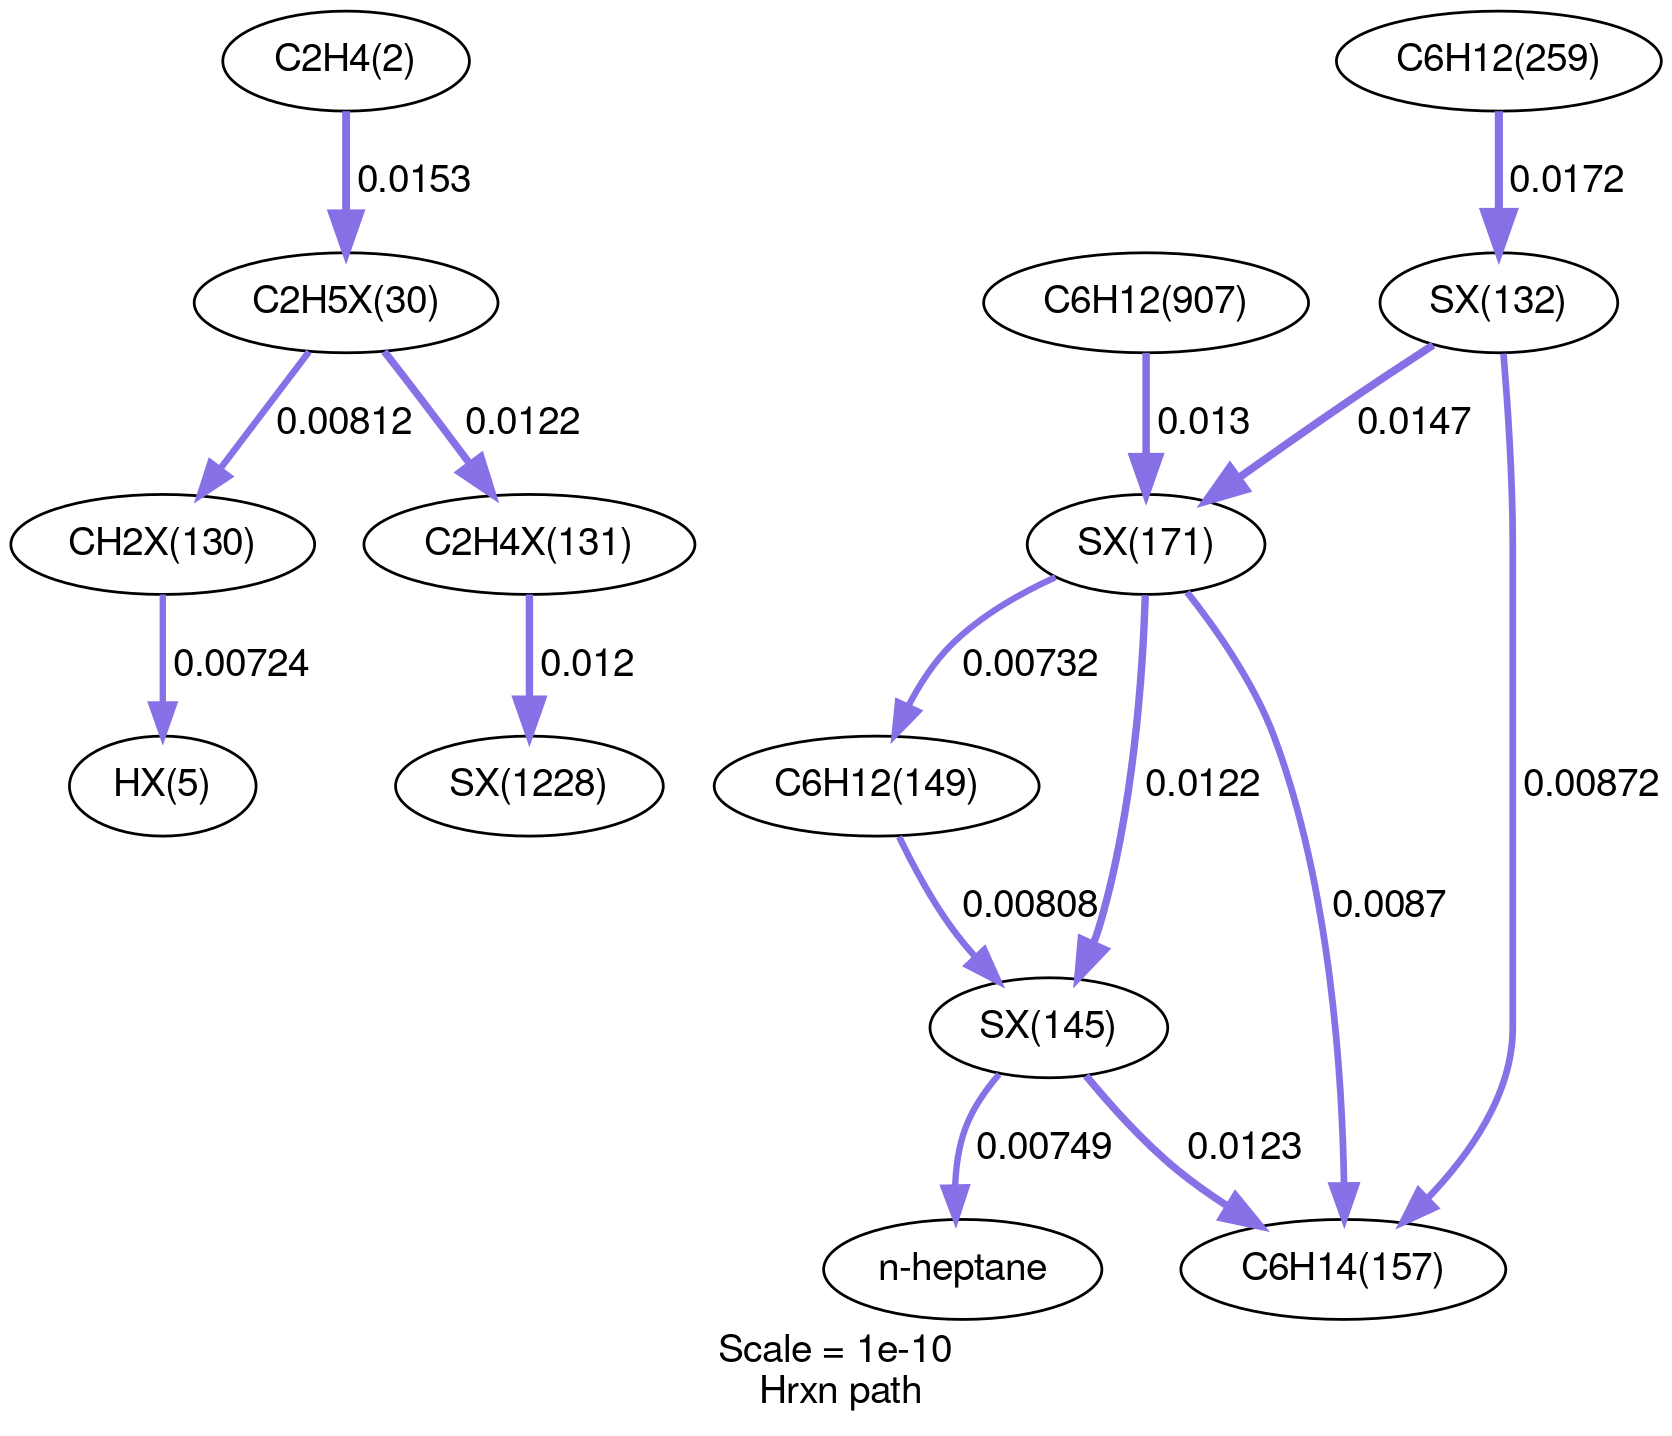 C2H4(2)
C6H12(259)
0.0153
0.0172
C2H5X(30)
C6H12(907)
SX(132)
0.00812
0.0122
0.013
0.0147
CH2X(130)
C2H4X(131)
SX(171)
0.00724
0.012
0.00732
HX(5)
SX(1228)
C6H12(149)
0.0122
0.00872
0.00808
0.0087
SX(145)
0.00749
0.0123
n-heptane
C6H14(157)
Scale = 1e-10
Hrxn path